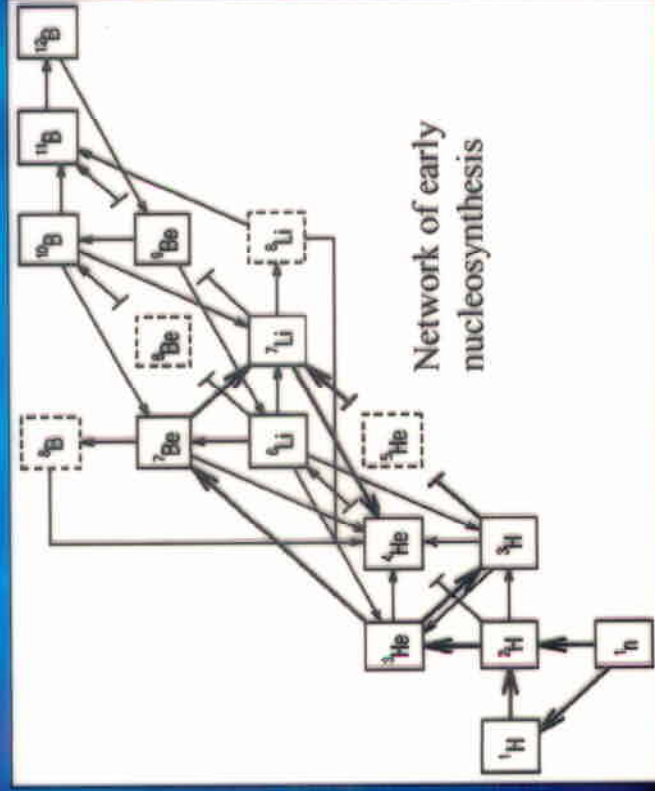 ⁸B
¹⁰B
¹¹B
¹²B
⁷Be
⁸Be
⁹Be
⁶Li
⁷Li
⁸Li
³He
⁴He
⁵He
¹H
²H
³H
¹n
Network of early
nucleosynthesis